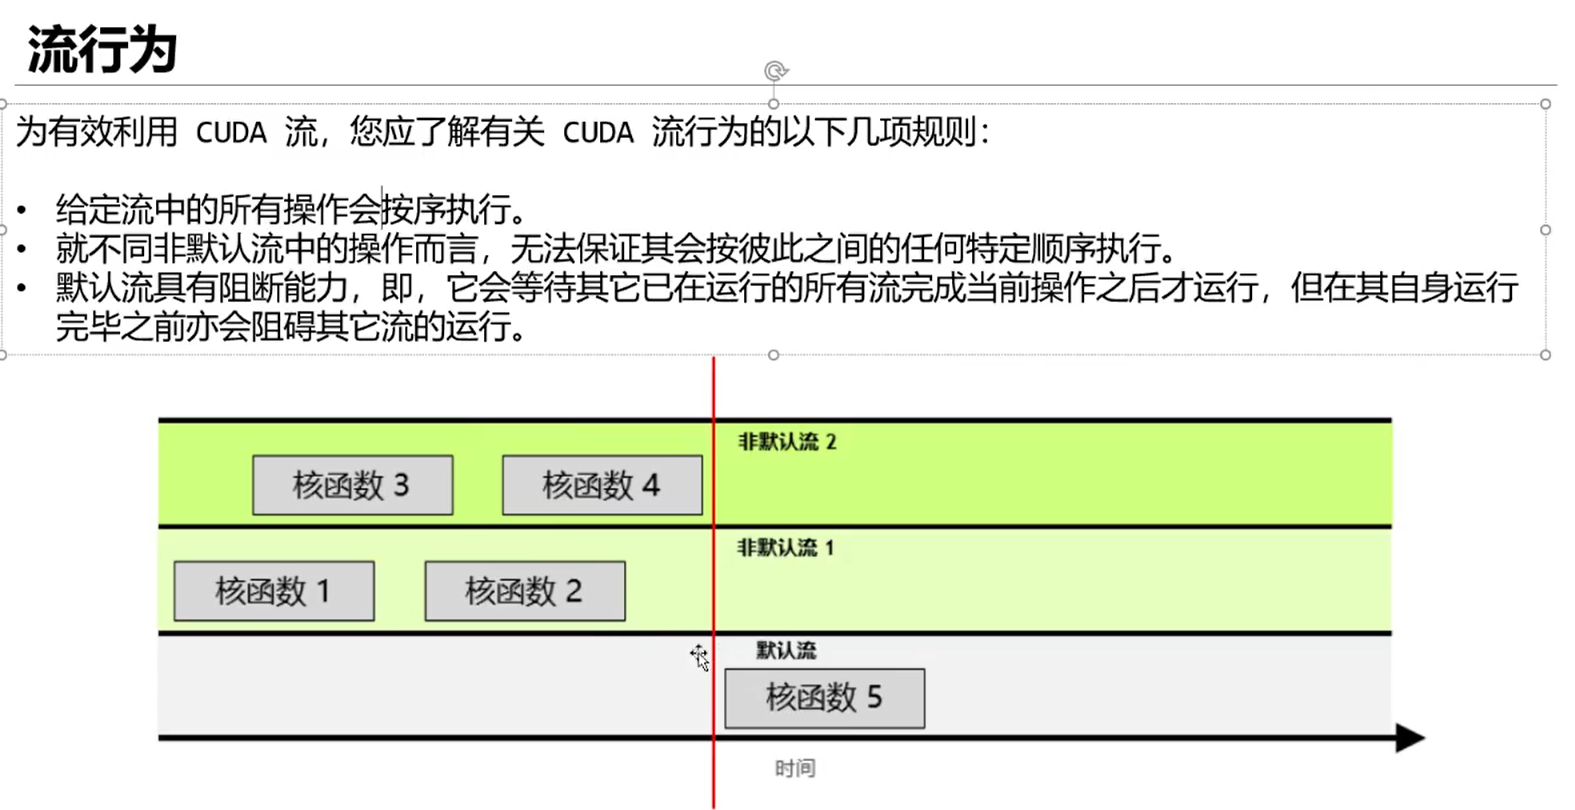 流行为
为有效利用 CUDA 流，您应了解有关 CUDA 流行为的以下几项规则：
• 给定流中的所有操作会按序执行。
• 就不同非默认流中的操作而言，无法保证其会按彼此之间的任何特定顺序执行。
• 默认流具有阻断能力，即，它会等待其它已在运行的所有流完成当前操作之后才运行，但在其自身运行
完毕之前亦会阻碍其它流的运行。
非默认流 2
核函数 3
核函数 4
非默认流 1
核函数 1
核函数 2
默认流
核函数 5
时间